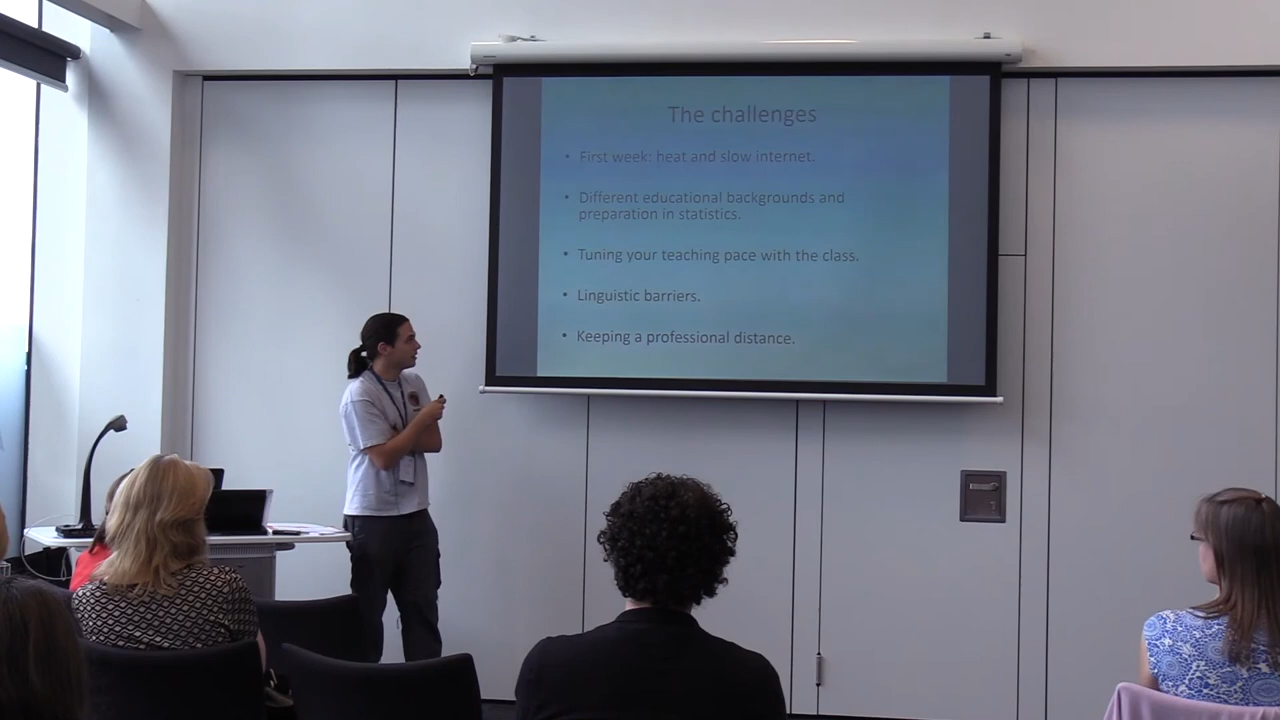 The challenges
• First week: heat and slow internet.
• Different educational backgrounds and
preparation in statistics.
• Tuning your teaching pace with the class.
• Linguistic barriers.
• Keeping a professional distance.